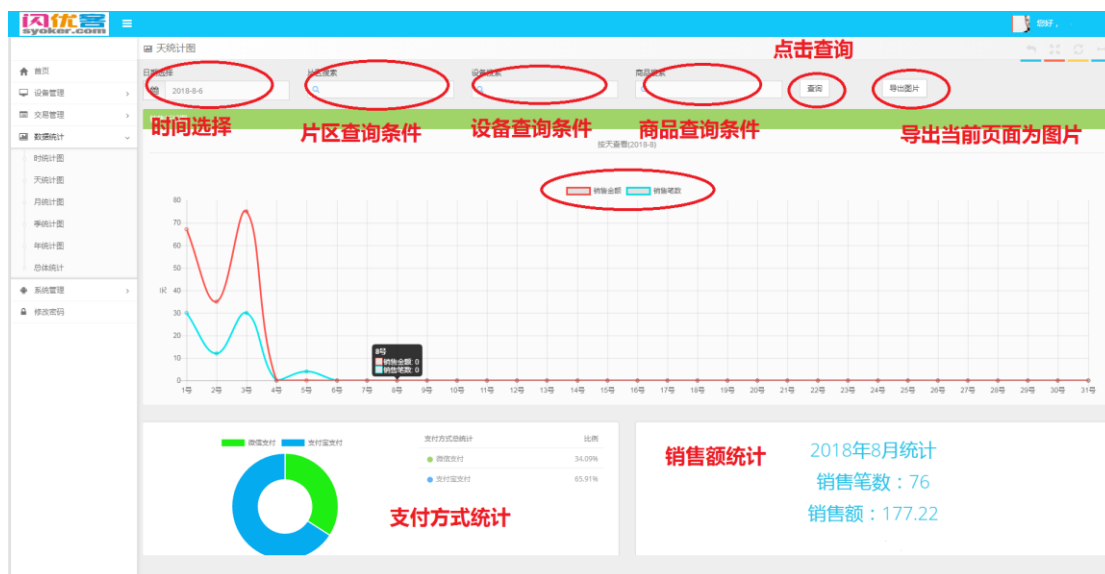 闪优客
syoker.com
您好，
天统计图
点击查询
首页
设备管理
交易管理
数据统计
时统计图
天统计图
月统计图
季统计图
年统计图
总体统计
系统管理
修改密码
日期选择
片区搜索
设备搜索
商品搜索
2018-8-6
查询
导出图片
时间选择
片区查询条件
设备查询条件
商品查询条件
导出当前页面为图片
按天查看(2018-8)
销售金额 销售笔数
80
70
60
50
元 40
30
20
10
0
8号
销售金额: 0
销售笔数: 0
1号 2号 3号 4号 5号 6号 7号 8号 9号 10号 11号 12号 13号 14号 15号 16号 17号 18号 19号 20号 21号 22号 23号 24号 25号 26号 27号 28号 29号 30号 31号
微信支付 支付宝支付
支付方式总统计 比例
微信支付 34.09%
支付宝支付 65.91%
支付方式统计
销售额统计
2018年8月统计
销售笔数：76
销售额：177.22